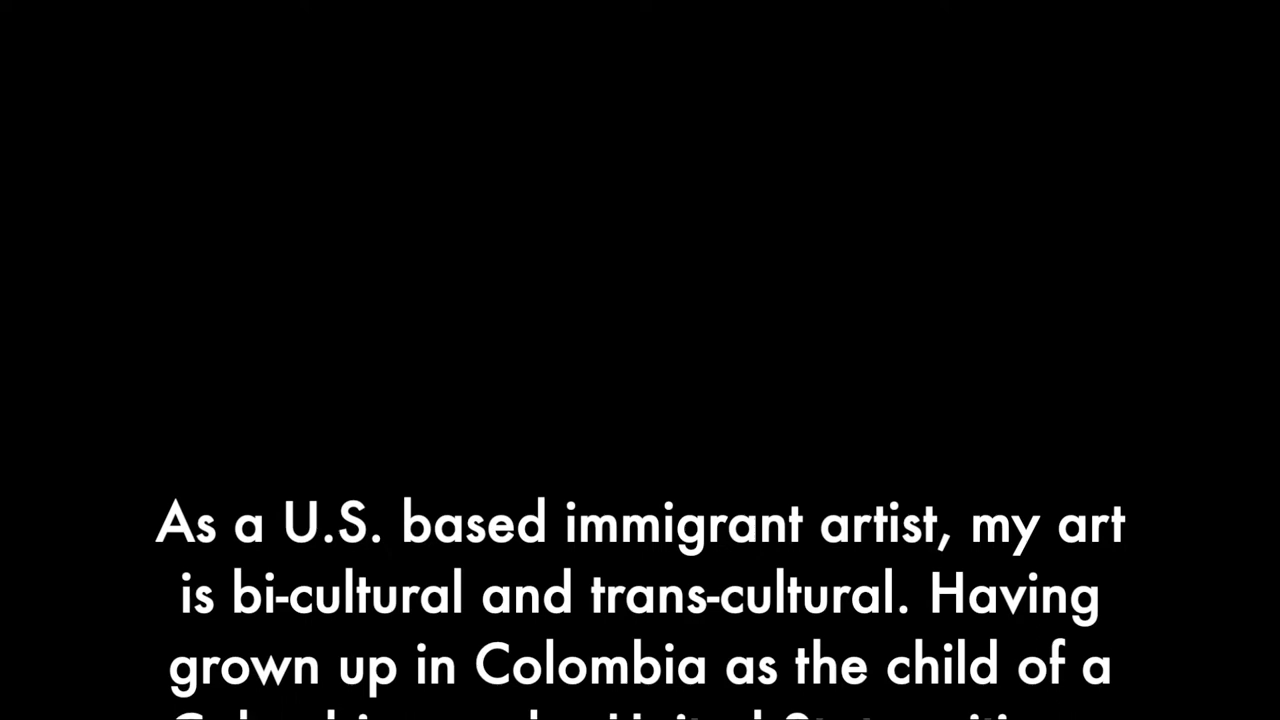 As a U.S. based immigrant artist, my art
is bi-cultural and trans-cultural. Having
grown up in Colombia as the child of a